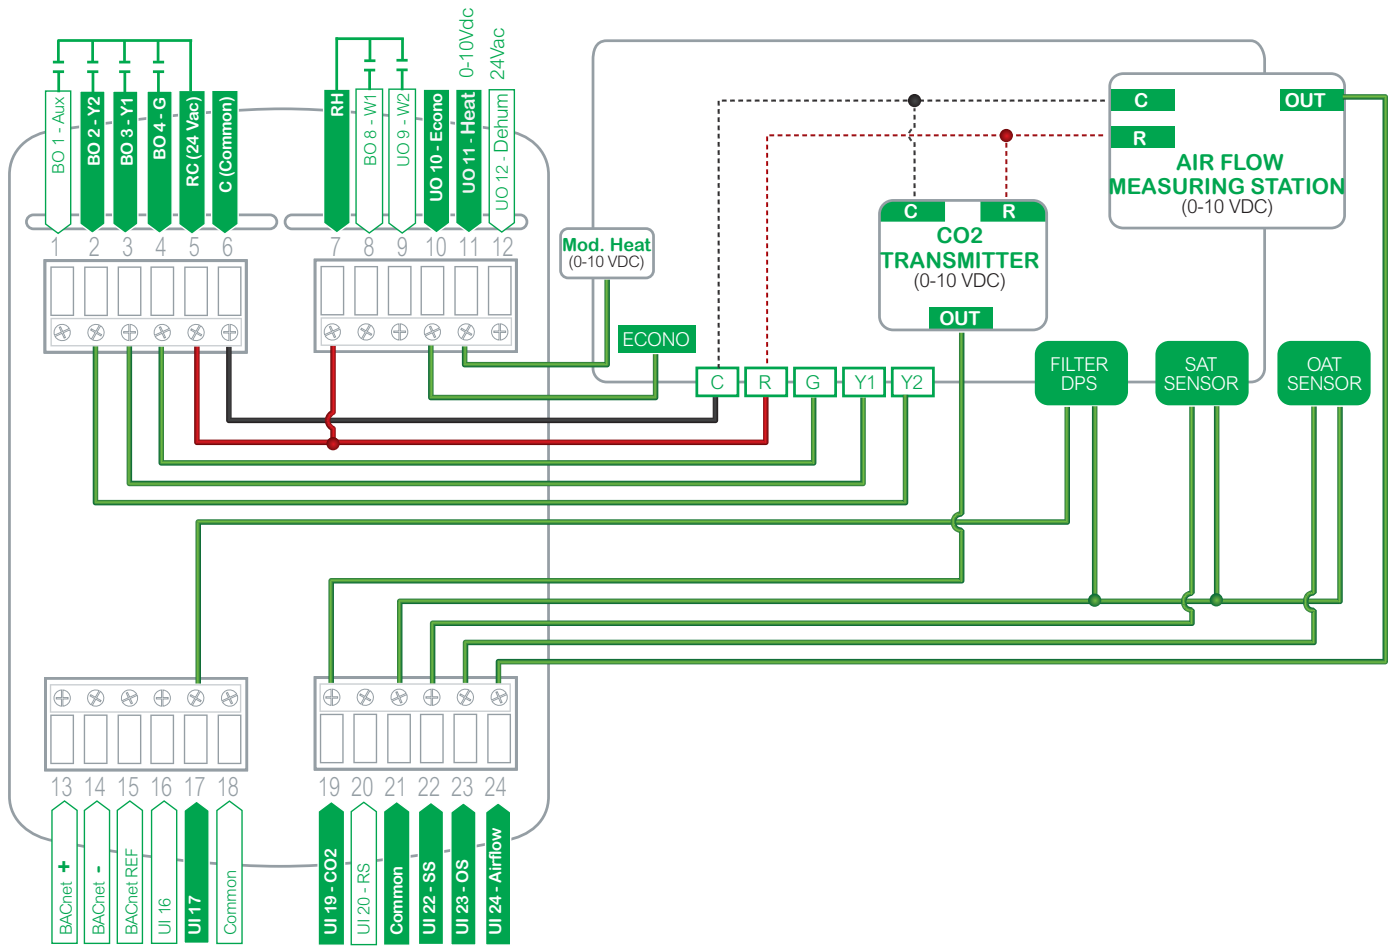 BO 1 - Aux
BO 2 - Y2
BO 3 - Y1
BO 4 - G
RC (24 Vac)
C (Common)
RH
BO 8 - W1
UO 9 - W2
UO 10 - Econo
UO 11 - Heat
0-10Vdc
UO 12 - Dehum
24Vac
1 2 3 4 5 6
7 8 9 10 11 12
Mod. Heat
(0-10 VDC)
ECONO
C
R
OUT
AIR FLOW
MEASURING STATION
(0-10 VDC)
C
R
CO2
TRANSMITTER
(0-10 VDC)
OUT
C R G Y1 Y2
FILTER
DPS
SAT
SENSOR
OAT
SENSOR
13 14 15 16 17 18
19 20 21 22 23 24
BACnet +
BACnet -
BACnet REF
UI 16
UI 17
Common
UI 19 - CO2
UI 20 - RS
Common
UI 22 - SS
UI 23 - OS
UI 24 - Airflow